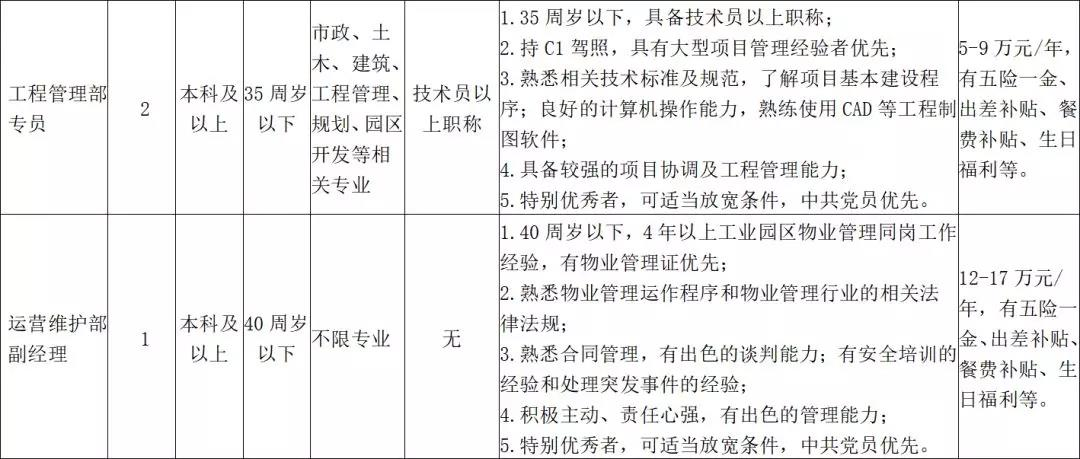 工程管理部
专员
2
本科及
以上
35 周岁
以下
市政、土
木、建筑、
工程管理、
规划、园区
开发等相
关专业
技术员以
上职称
1.35 周岁以下，具备技术员以上职称；
2.持 C1 驾照，具有大型项目管理经验者优先；
3.熟悉相关技术标准及规范，了解项目基本建设程
序；良好的计算机操作能力，熟练使用 CAD 等工程制
图软件；
4.具备较强的项目协调及工程管理能力；
5.特别优秀者，可适当放宽条件，中共党员优先。
5-9 万元/年，
有五险一金、
出差补贴、餐
费补贴、生日
福利等。
运营维护部
副经理
1
本科及
以上
40 周岁
以下
不限专业
无
1.40 周岁以下，4 年以上工业园区物业管理同岗工作
经验，有物业管理证优先；
2.熟悉物业管理运作程序和物业管理行业的相关法
律法规；
3.熟悉合同管理，有出色的谈判能力；有安全培训的
经验和处理突发事件的经验；
4.积极主动、责任心强，有出色的管理能力；
5.特别优秀者，可适当放宽条件，中共党员优先。
12-17 万元/
年，有五险一
金、出差补贴、
餐费补贴、生
日福利等。